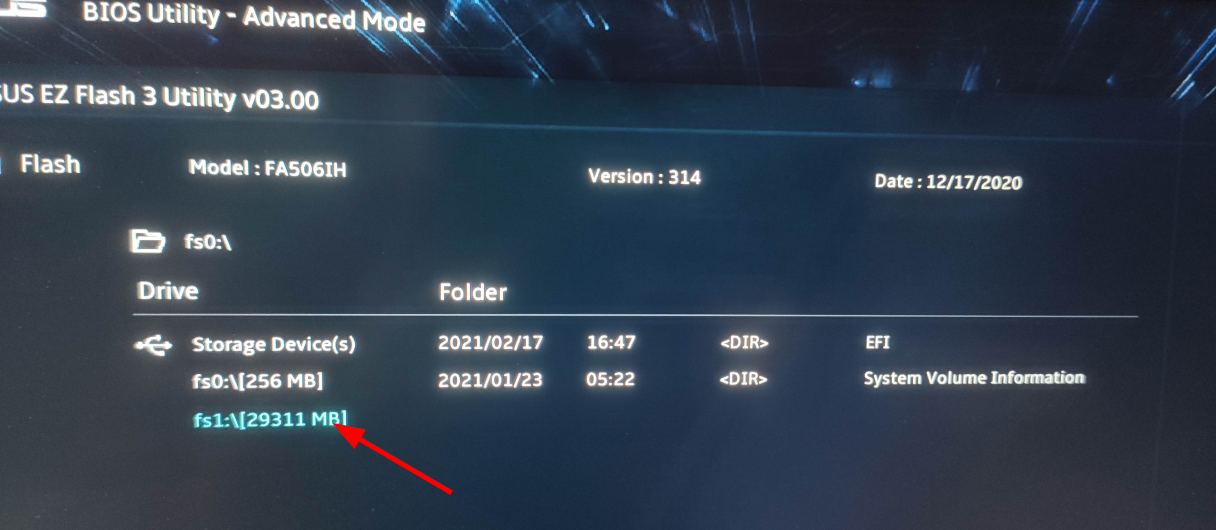 BIOS Utility - Advanced Mode
EZ Flash 3 Utility v03.00
Flash
Model : FA506IH
Version : 314
Date : 12/17/2020
fs0:\
Drive
Folder
Storage Device(s)
2021/02/17 16:47 <DIR> EFI
fs0:\[256 MB]
2021/01/23 05:22 <DIR> System Volume Information
fs1:\[29311 MB]